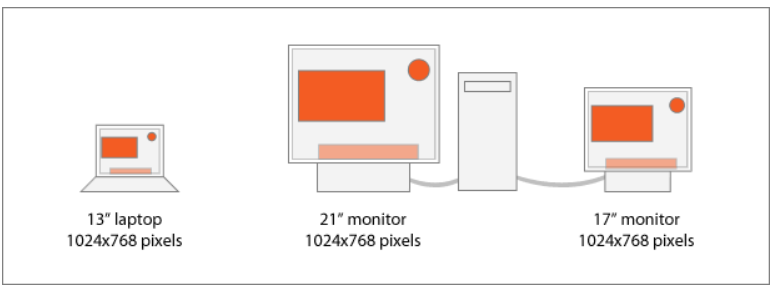 13” laptop
1024x768 pixels
21” monitor
1024x768 pixels
17” monitor
1024x768 pixels